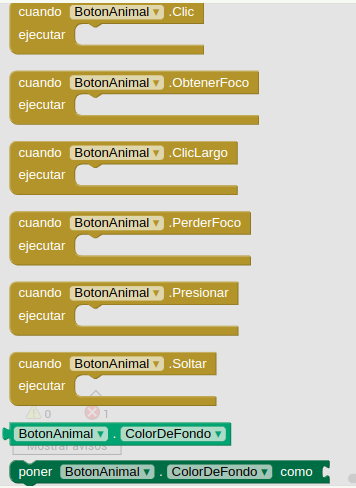 cuando BotonAnimal .Clic
ejecutar
cuando BotonAnimal .ObtenerFoco
ejecutar
cuando BotonAnimal .ClicLargo
ejecutar
cuando BotonAnimal .PerderFoco
ejecutar
cuando BotonAnimal .Presionar
ejecutar
cuando BotonAnimal .Soltar
ejecutar
0 1
BotonAnimal . ColorDeFondo
Mostrar avisos
poner BotonAnimal . ColorDeFondo como